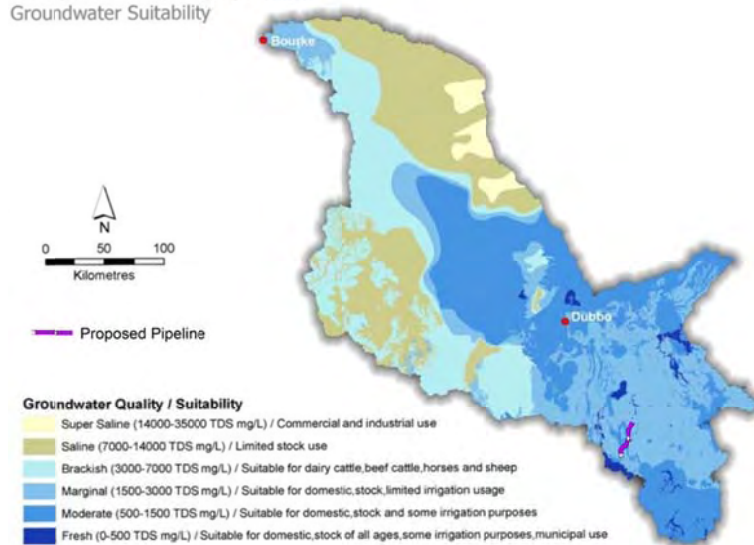 Groundwater Suitability
Bourke
N
0 50 100
Kilometres
Proposed Pipeline
Dubbo
Groundwater Quality / Suitability
Super Saline (14000-35000 TDS mg/L) / Commercial and industrial use
Saline (7000-14000 TDS mg/L) / Limited stock use
Brackish (3000-7000 TDS mg/L) / Suitable for dairy cattle,beef cattle,horses and sheep
Marginal (1500-3000 TDS mg/L) / Suitable for domestic,stock,limited irrigation usage
Moderate (500-1500 TDS mg/L) / Suitable for domestic,stock and some irrigation purposes
Fresh (0-500 TDS mg/L) / Suitable for domestic,stock of all ages,some irrigation purposes,municipal use